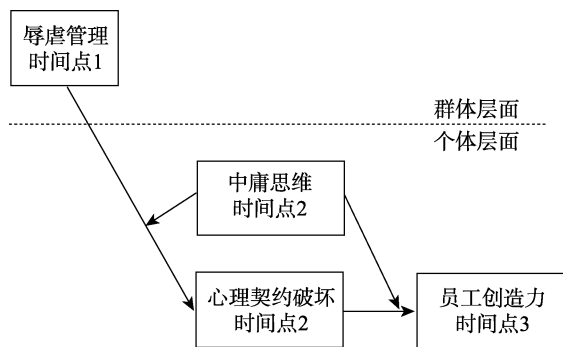 辱虐管理
时间点1
群体层面
个体层面
中庸思维
时间点2
心理契约破坏
时间点2
员工创造力
时间点3